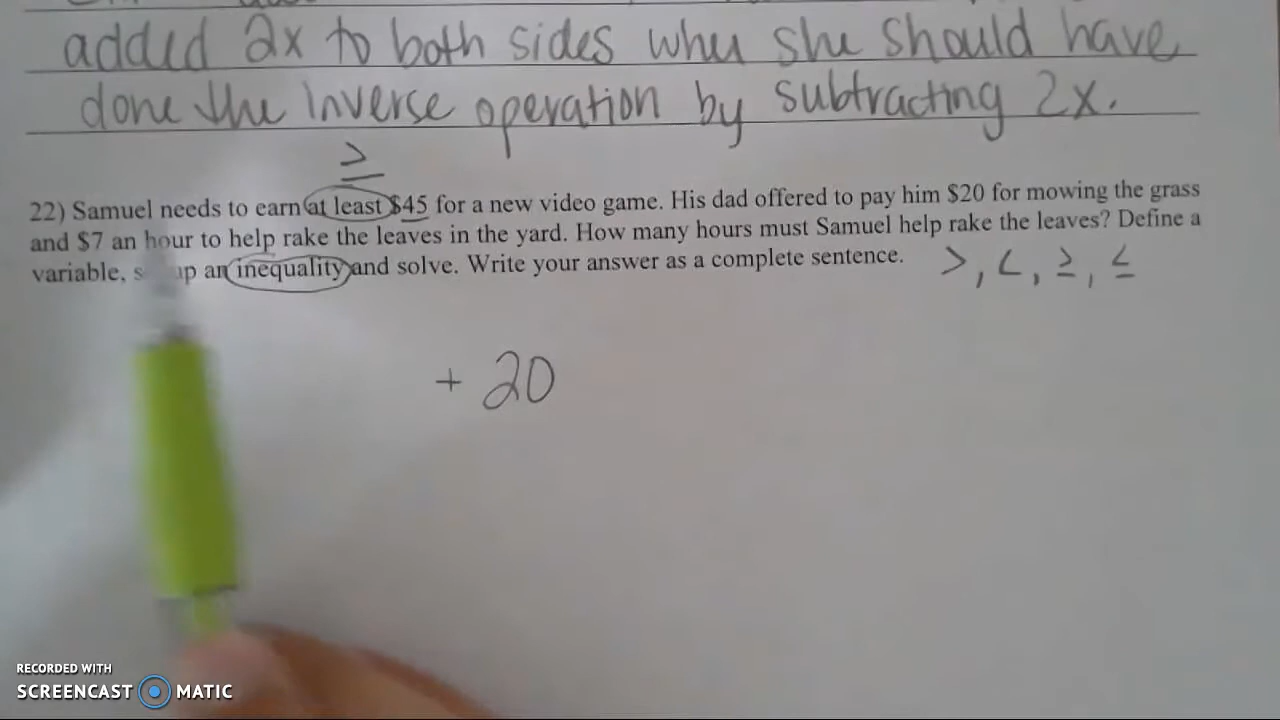 added 2x to both sides when she should have
done the inverse operation by subtracting 2x.
≥
22) Samuel needs to earn at least $45 for a new video game. His dad offered to pay him $20 for mowing the grass
and $7 an hour to help rake the leaves in the yard. How many hours must Samuel help rake the leaves? Define a
variable, up an inequality and solve. Write your answer as a complete sentence. >, <, ≥, ≤
+ 20
RECORDED WITH
SCREENCAST MATIC